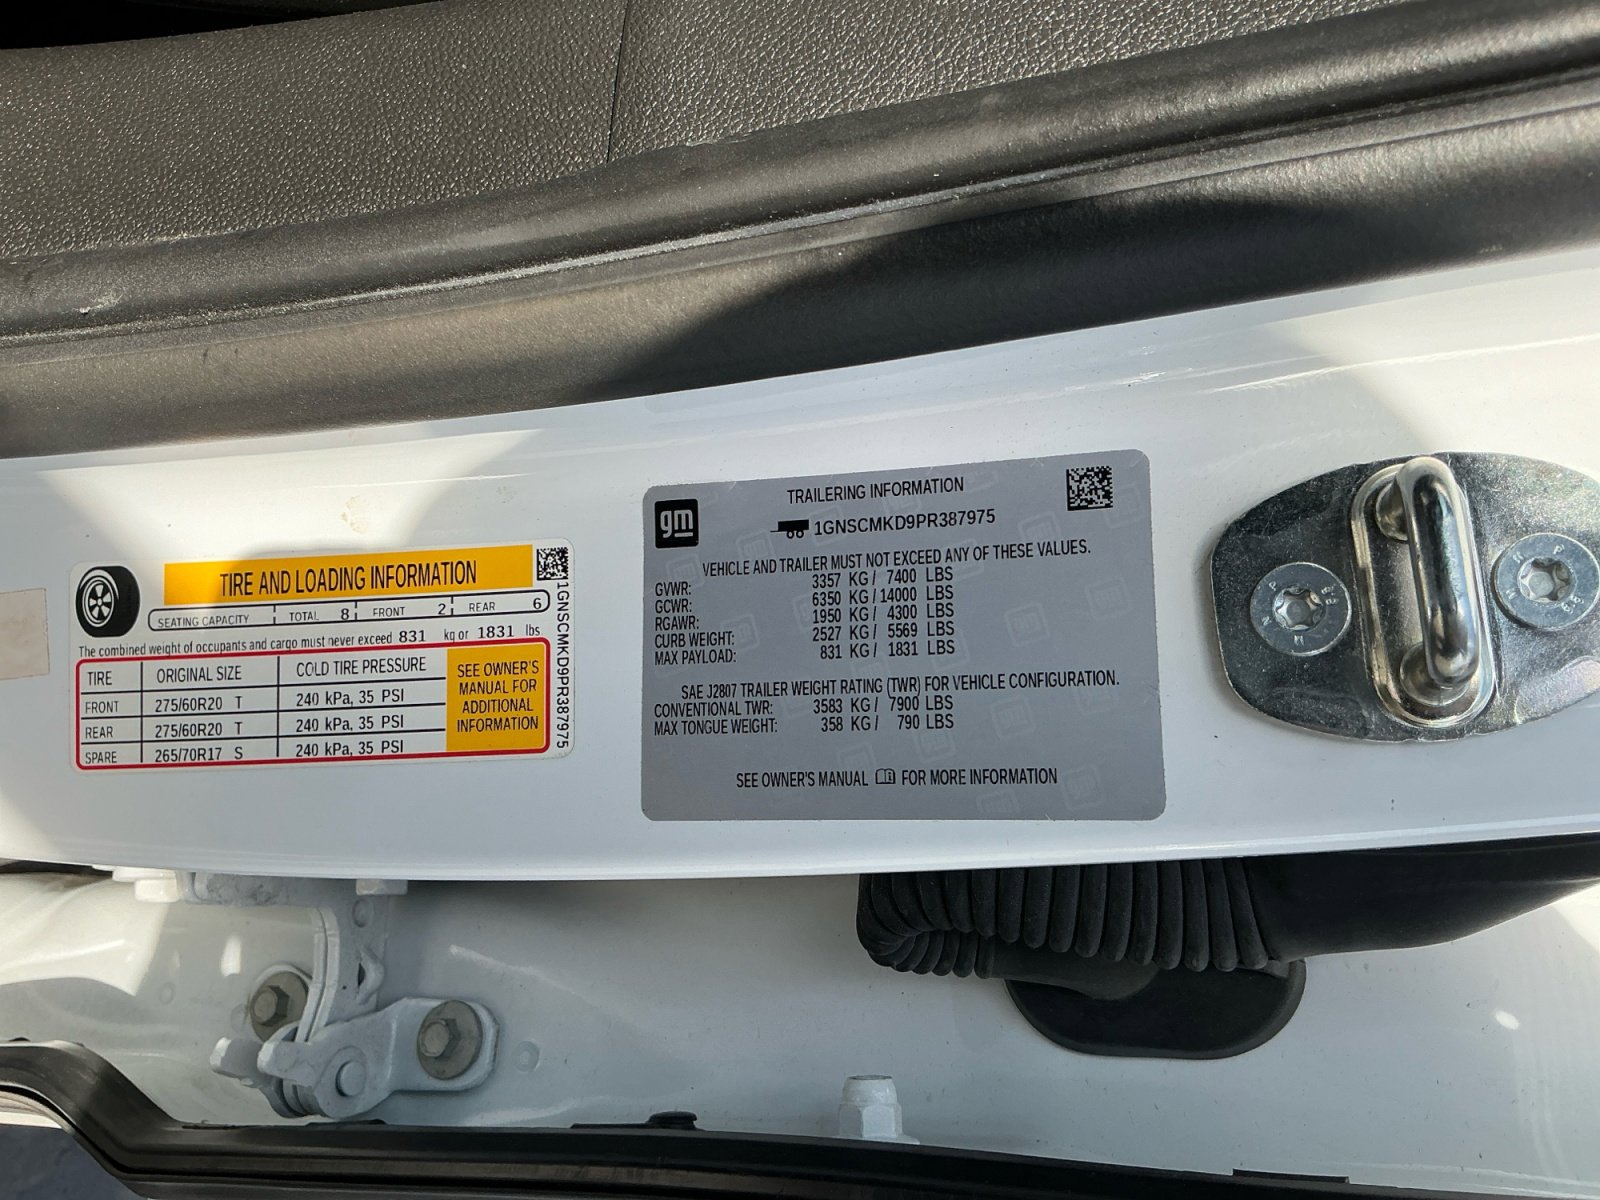 TIRE AND LOADING INFORMATION
SEATING CAPACITY TOTAL 8 FRONT 2 REAR 6
The combined weight of occupants and cargo must never exceed 831 kg or 1831 lbs
TIRE ORIGINAL SIZE COLD TIRE PRESSURE
FRONT 275/60R20 T 240 kPa, 35 PSI
REAR 275/60R20 T 240 kPa, 35 PSI
SPARE 265/70R17 S 240 kPa, 35 PSI
SEE OWNER'S
MANUAL FOR
ADDITIONAL
INFORMATION
1GNSCMKD9PR387975
gm
TRAILERING INFORMATION
1GNSCMKD9PR387975
VEHICLE AND TRAILER MUST NOT EXCEED ANY OF THESE VALUES.
GVWR: 3357 KG / 7400 LBS
GCWR: 6350 KG / 14000 LBS
RGAWR: 1950 KG / 4300 LBS
CURB WEIGHT: 2527 KG / 5569 LBS
MAX PAYLOAD: 831 KG / 1831 LBS
SAE J2807 TRAILER WEIGHT RATING (TWR) FOR VEHICLE CONFIGURATION.
CONVENTIONAL TWR: 3583 KG / 7900 LBS
MAX TONGUE WEIGHT: 358 KG / 790 LBS
SEE OWNER'S MANUAL FOR MORE INFORMATION